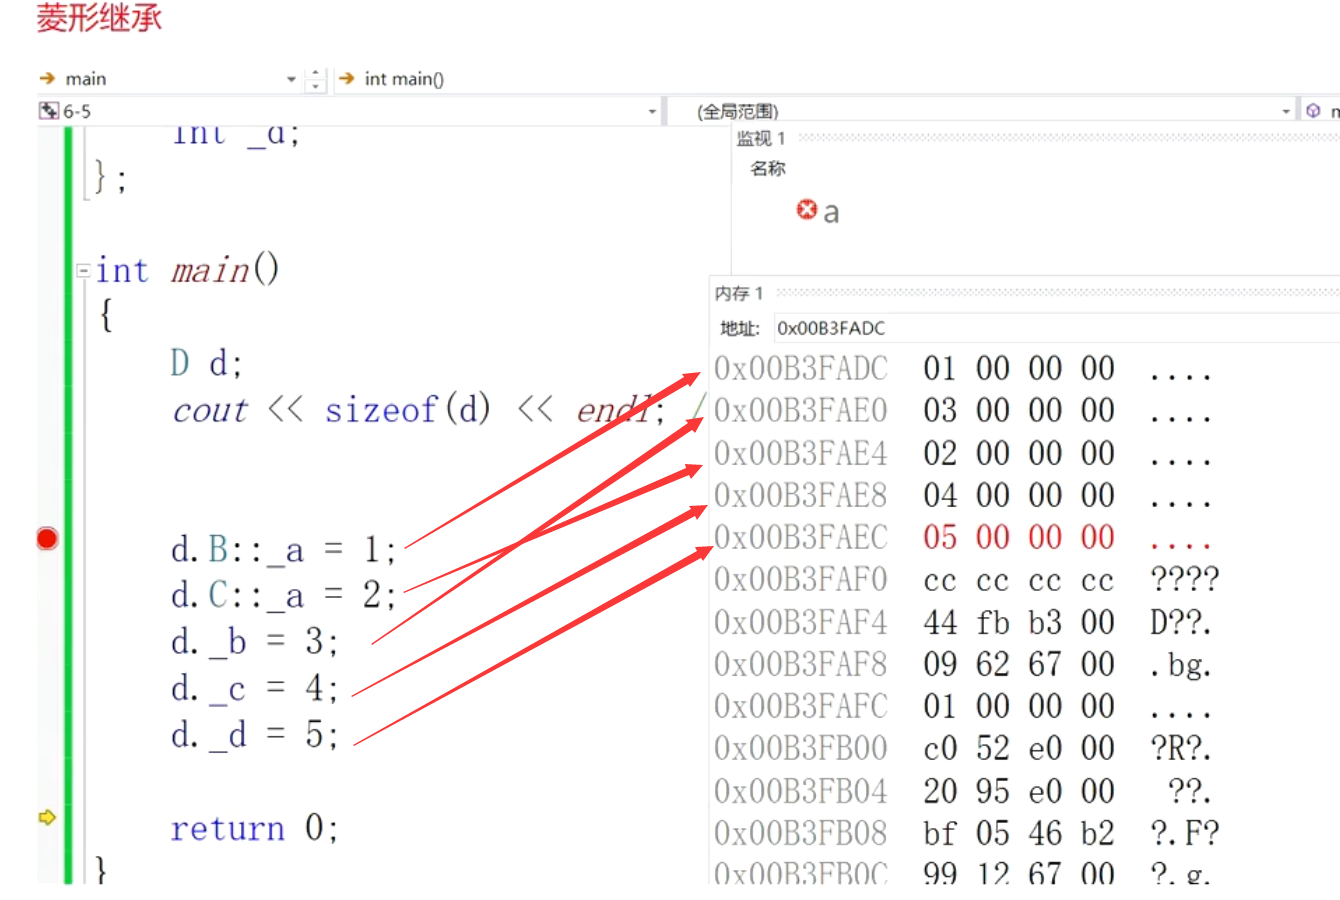 菱形继承
main
int main()
6-5
(全局范围)
int _d;
};
int main()
{
D d;
cout << sizeof(d) << endl; /
d.B::_a = 1;
d.C::_a = 2;
d._b = 3;
d._c = 4;
d._d = 5;
return 0;
}
监视 1
名称
a
内存 1
地址: 0x00B3FADC
0x00B3FADC 01 00 00 00 ....
0x00B3FAE0 03 00 00 00 ....
0x00B3FAE4 02 00 00 00 ....
0x00B3FAE8 04 00 00 00 ....
0x00B3FAEC 05 00 00 00 ....
0x00B3FAF0 cc cc cc cc ????
0x00B3FAF4 44 fb b3 00 D??.
0x00B3FAF8 09 62 67 00 .bg.
0x00B3FAFC 01 00 00 00 ....
0x00B3FB00 c0 52 e0 00 ?R?.
0x00B3FB04 20 95 e0 00 ??.
0x00B3FB08 bf 05 46 b2 ?.F?
0x00B3FB0C 99 12 67 00 ?.g.